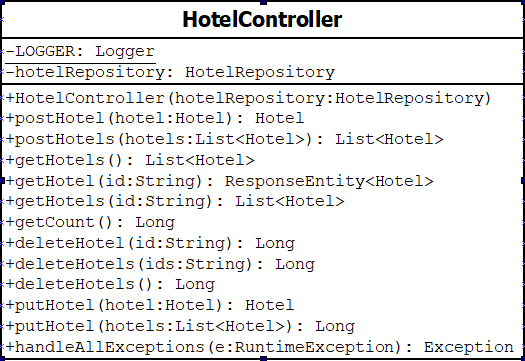 HotelController
-LOGGER: Logger
-hotelRepository: HotelRepository
+HotelController(hotelRepository:HotelRepository)
+postHotel(hotel:Hotel): Hotel
+postHotels(hotels:List<Hotel>): List<Hotel>
+getHotels(): List<Hotel>
+getHotel(id:String): ResponseEntity<Hotel>
+getHotels(id:String): List<Hotel>
+getCount(): Long
+deleteHotel(id:String): Long
+deleteHotels(ids:String): Long
+deleteHotels(): Long
+putHotel(hotel:Hotel): Hotel
+putHotel(hotels:List<Hotel>): Long
+handleAllExceptions(e:RuntimeException): Exception